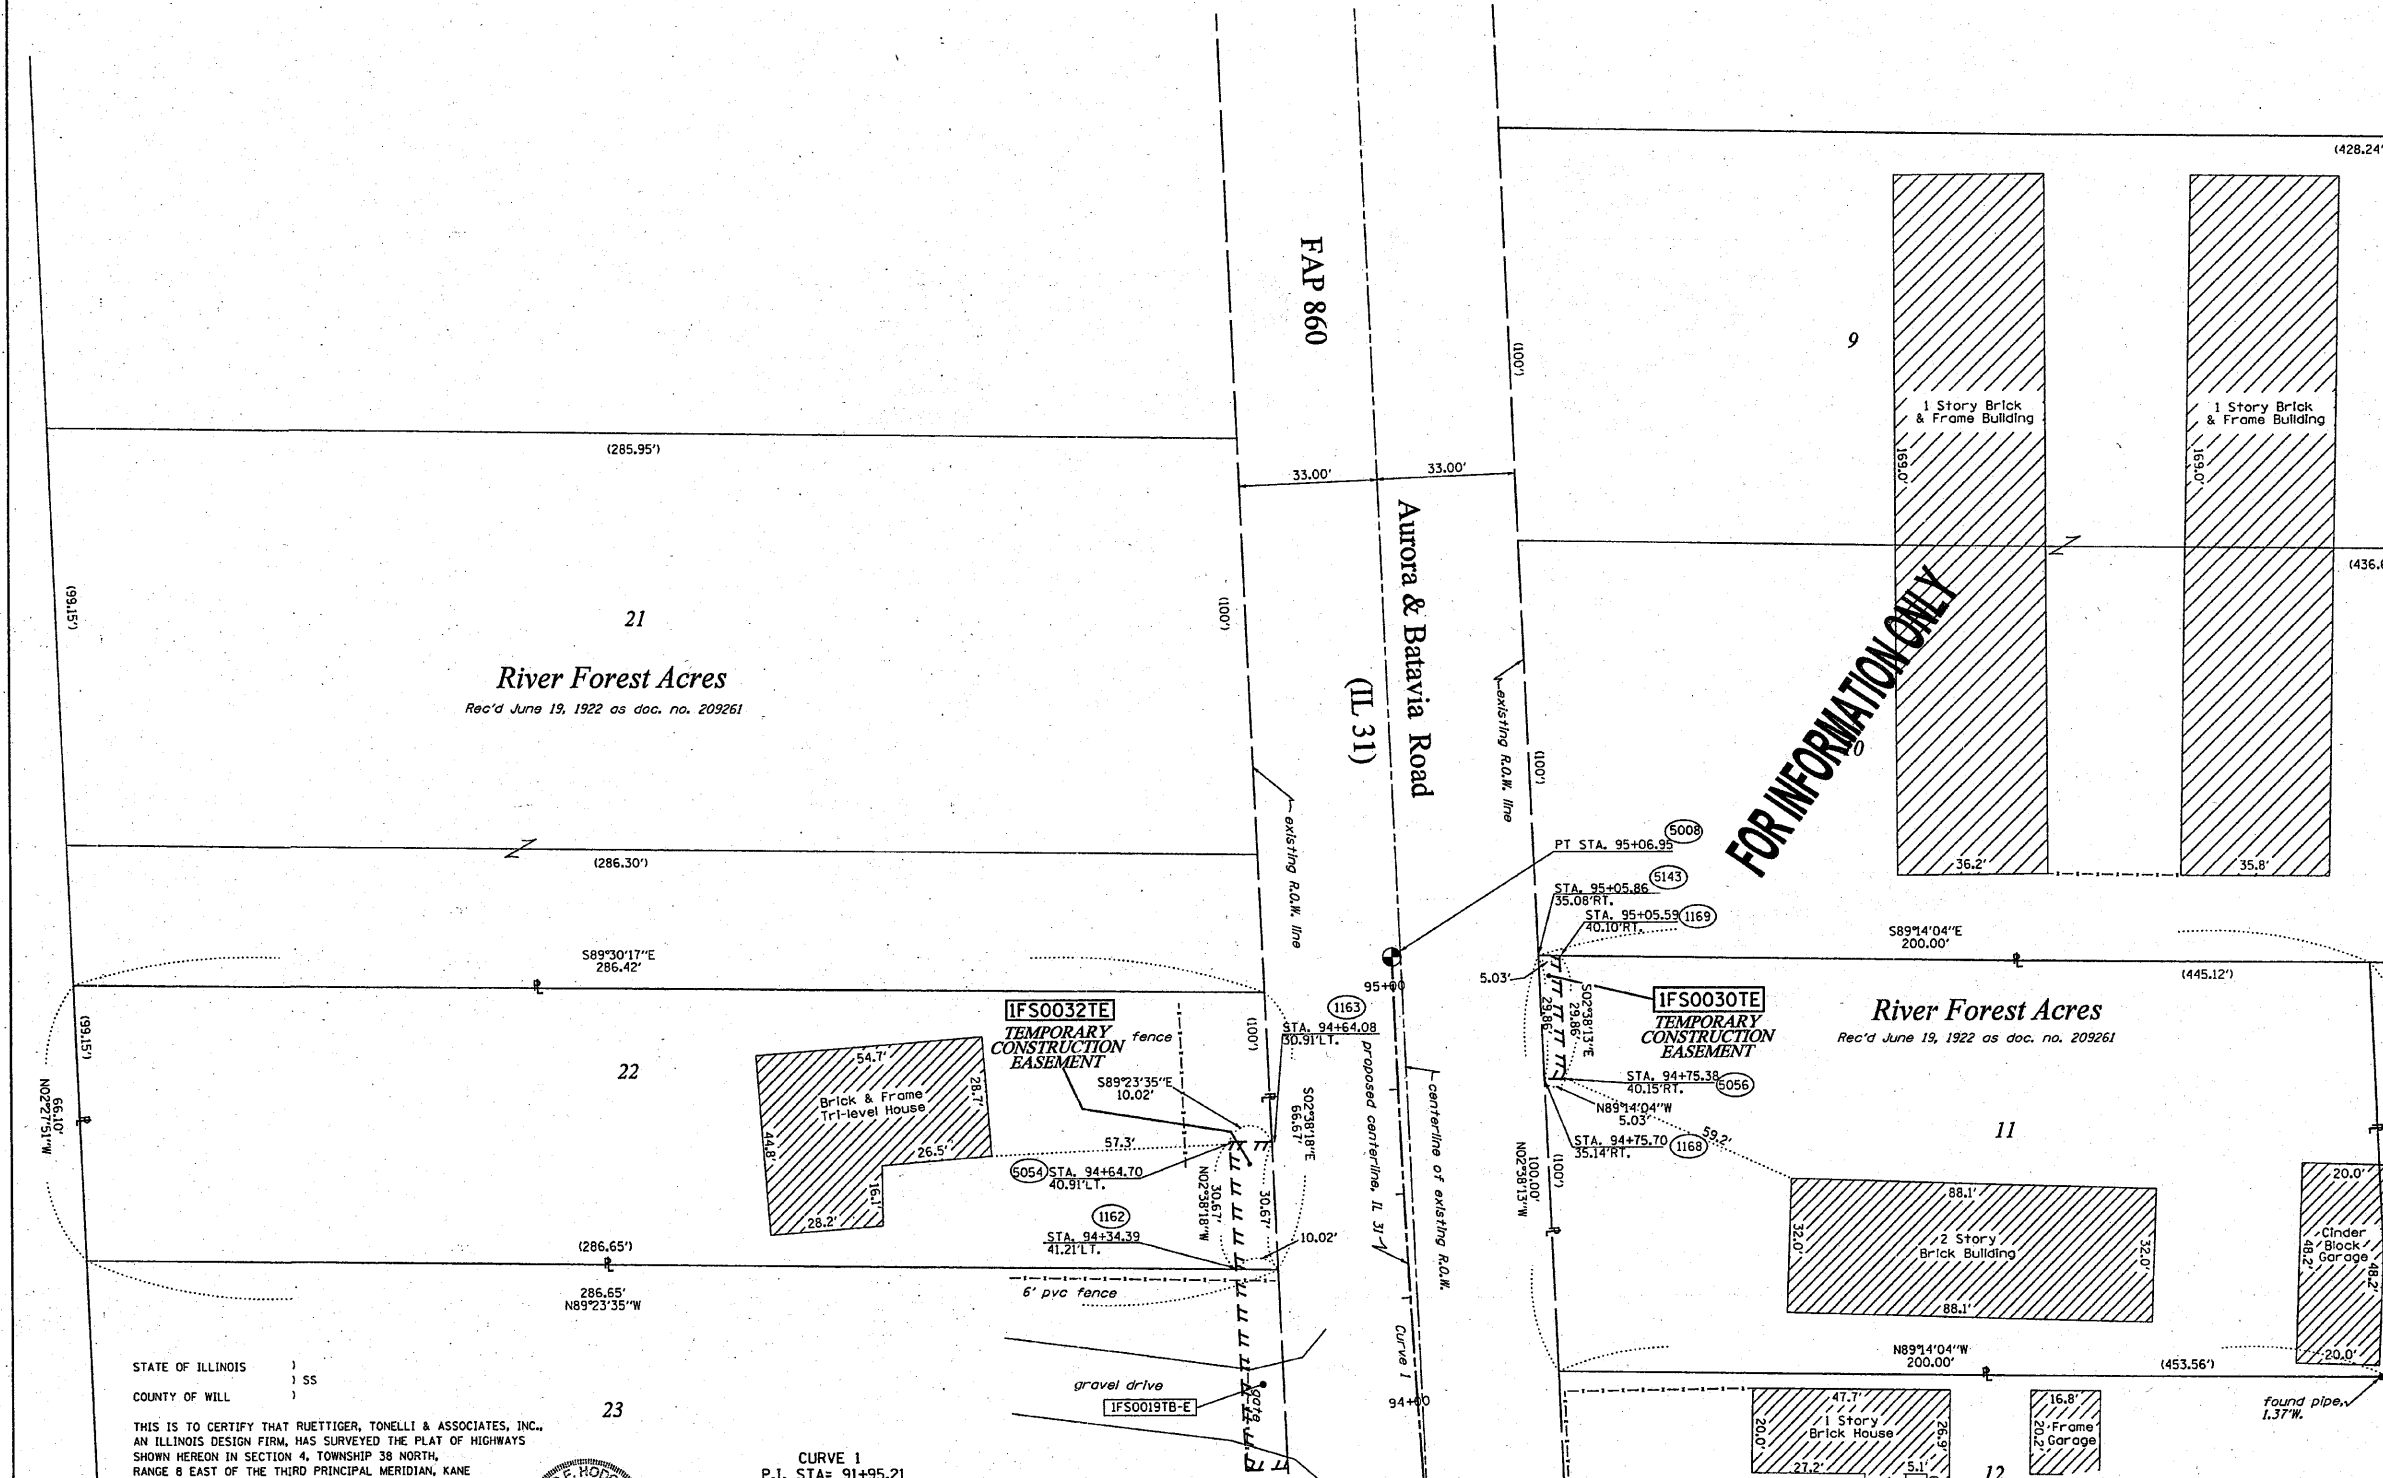 (428.24'
FAP 860
(100')
9
1 Story Brick
& Frame Building
1 Story Brick
& Frame Building
169.0'
169.0'
(285.95')
33.00'
33.00'
(436.6
(99.15')
21
(100')
River Forest Acres
Rec'd June 19, 1922 as doc. no. 209261
Aurora & Batavia Road
(IL 31)
existing R.O.W. line
existing R.O.W. line
(100')
FOR INFORMATION ONLY
0
(286.30')
36.2'
35.8'
PT STA. 95+06.95
5008
STA. 95+05.86
35.08'RT.
5143
STA. 95+05.59
40.10'RT.
1169
S89°14'04"E
200.00'
(445.12')
S89°30'17"E
286.42'
5.03'
95+00
29.86'
S02°38'13"E
29.86'
1FS0030TE
TEMPORARY
CONSTRUCTION
EASEMENT
River Forest Acres
Rec'd June 19, 1922 as doc. no. 209261
1FS0032TE
TEMPORARY
CONSTRUCTION
EASEMENT
fence
(100')
1163
STA. 94+64.08
30.91'LT.
(99.15')
66.10'
N02°27'51"W
22
54.7'
28.7'
Brick & Frame
Tri-level House
44.8'
26.5'
16.1'
28.2'
S89°23'35"E
10.02'
57.3'
S02°38'18"E
66.67'
proposed centerline, IL 31
centerline of existing R.O.W.
STA. 94+75.38
40.15'RT.
5056
N89°14'04"W
5.03'
59.2'
STA. 94+75.70
35.14'RT.
1168
11
5054
STA. 94+64.70
40.91'LT.
30.67'
N02°38'18"W
30.67'
1162
STA. 94+34.39
41.21'LT.
10.02'
(100')
100.00'
N02°38'13"W
88.1'
32.0'
2 Story
Brick Building
32.0'
88.1'
20.0'
Cinder
Block
Garage
48.2'
48.2'
20.0'
(286.65')
286.65'
N89°23'35"W
6' pvc fence
Curve 1
N89°14'04"W
200.00'
(453.56')
found pipe,
1.37'W.
STATE OF ILLINOIS )
) SS
COUNTY OF WILL )
gravel drive
1FS0019TB-E
gate
94+00
23
THIS IS TO CERTIFY THAT RUETTIGER, TONELLI & ASSOCIATES, INC.,
AN ILLINOIS DESIGN FIRM, HAS SURVEYED THE PLAT OF HIGHWAYS
SHOWN HEREON IN SECTION 4, TOWNSHIP 38 NORTH,
RANGE 8 EAST OF THE THIRD PRINCIPAL MERIDIAN, KANE
CURVE 1
P.I. STA= 91+95.21
47.7'
20.0'
1 Story
Brick House
26.9'
27.2'
5.1'
16.8'
20.2'
Frame
Garage
12